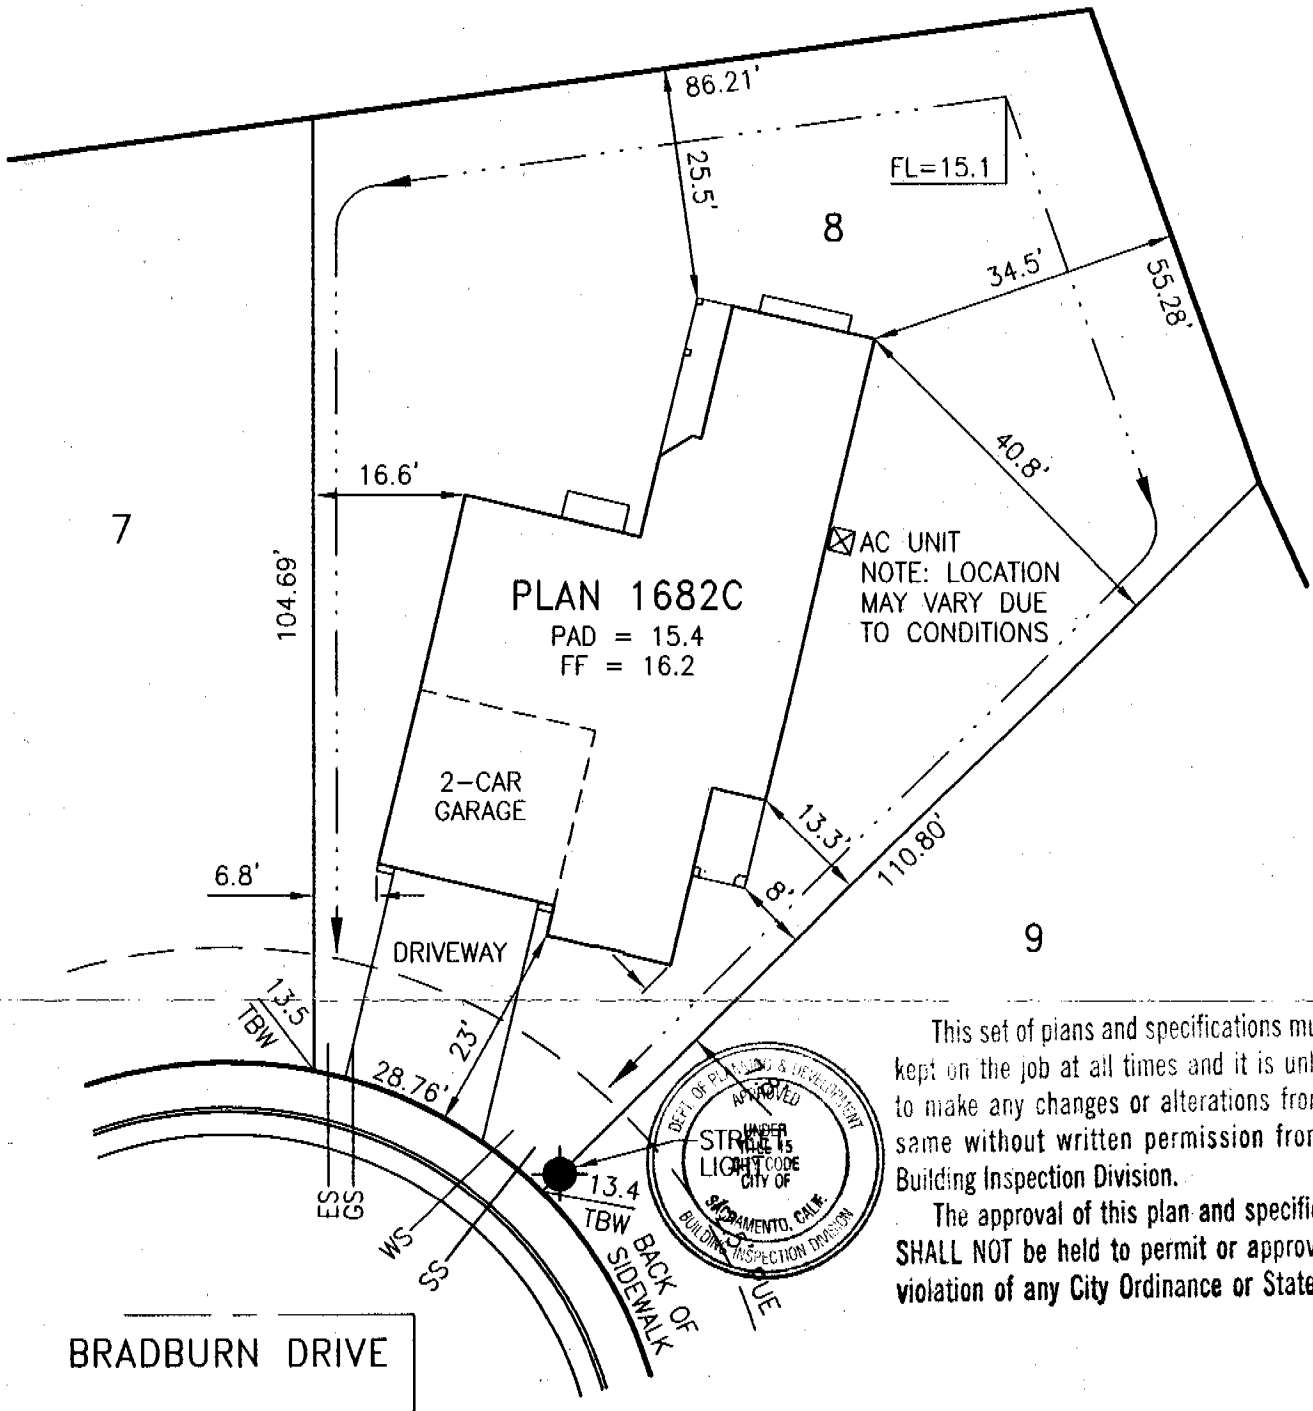 86.21'
25.5'
FL=15.1
8
34.5'
55.28'
16.6'
40.8'
7
104.69'
AC UNIT
NOTE: LOCATION
MAY VARY DUE
TO CONDITIONS
PLAN 1682C
PAD = 15.4
FF = 16.2
2-CAR
GARAGE
13.3'
110.80'
6.8'
8'
9
DRIVEWAY
13.5
TBW
23'
28.76'
This set of plans and specifications
kept on the job at all times and it is
to make any changes or alterations
same without written permission
Building Inspection Division.
The approval of this plan and
SHALL NOT be held to permit or
violation of any City Ordinance or State
DEPT. OF PLANNING & DEVELOPMENT
APPROVED
UNDER
TITLE 15
CITY CODE
CITY OF
SACRAMENTO, CALIF.
BUILDING INSPECTION DIVISION
STREET
LIGHT
13.4
TBW
BACK OF
SIDEWALK
PUE
ES
GS
WS
SS
BRADBURN DRIVE